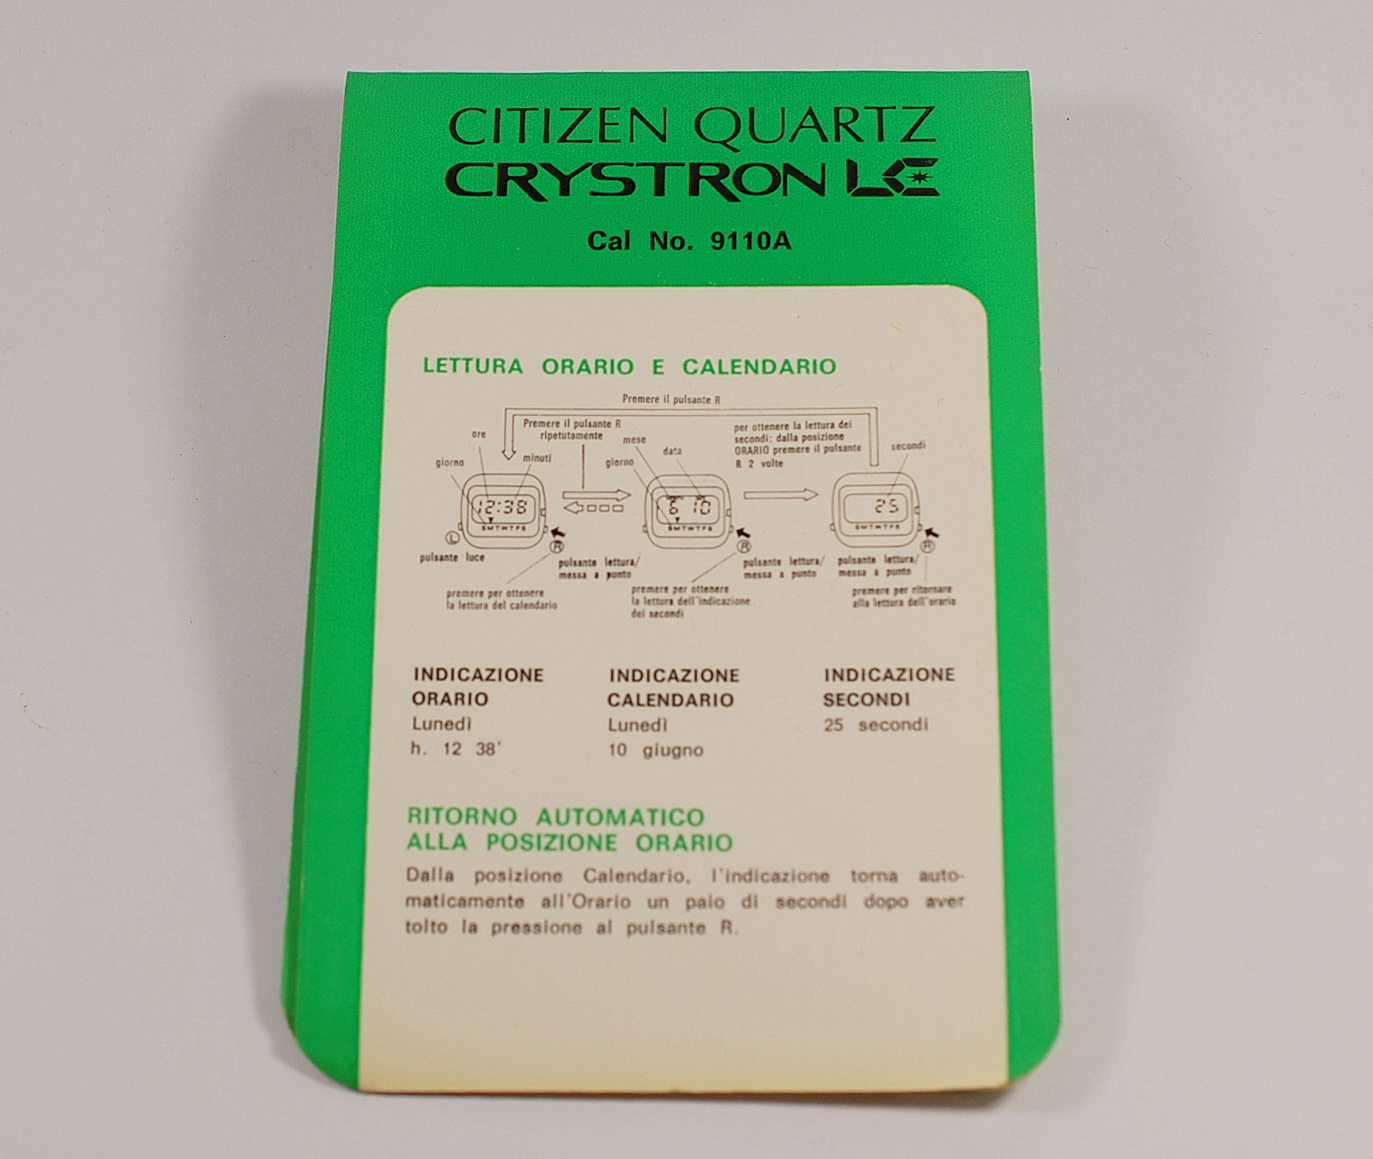 CITIZEN QUARTZ
CRYSTRON LC
Cal No. 9110A
LETTURA ORARIO E CALENDARIO
Premere il pulsante R
Premere il pulsante R
ripetutamente
per ottenere la lettura dei
secondi: dalla posizione
ORARIO premere il pulsante
R 2 volte
ore
minuti
giorno
mese
data
giorno
secondi
12:38
SMTWTFS
6 10
SMTWTFS
25
SMTWTFS
L
R
R
R
pulsante luce
pulsante lettura/
messa a punto
pulsante lettura/
messa a punto
pulsante lettura/
messa a punto
premere per ottenere
la lettura del calendario
premere per ottenere
la lettura dell'indicazione
dei secondi
premere per ritornare
alla lettura dell'orario
INDICAZIONE
ORARIO
Lunedì
h. 12 38'
INDICAZIONE
CALENDARIO
Lunedì
10 giugno
INDICAZIONE
SECONDI
25 secondi
RITORNO AUTOMATICO
ALLA POSIZIONE ORARIO
Dalla posizione Calendario, l'indicazione torna auto-
maticamente all'Orario un paio di secondi dopo aver
tolto la pressione al pulsante R.